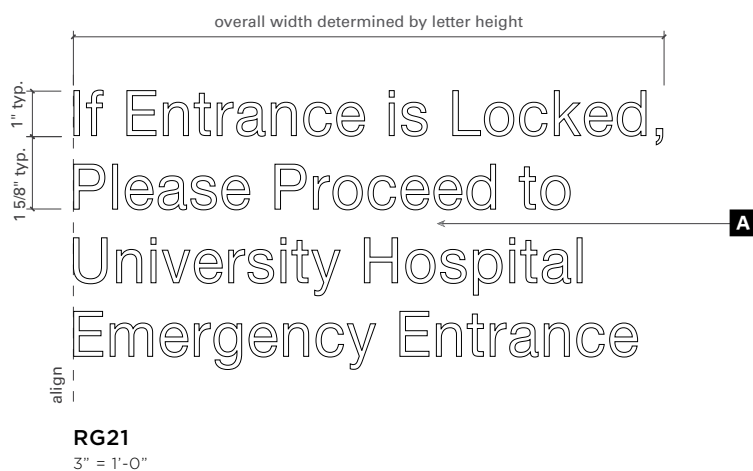 overall width determined by letter height
1" typ.
If Entrance is Locked,
1 5/8" typ.
Please Proceed to
A
University Hospital
Emergency Entrance
align
RG21
3” = 1’-0”